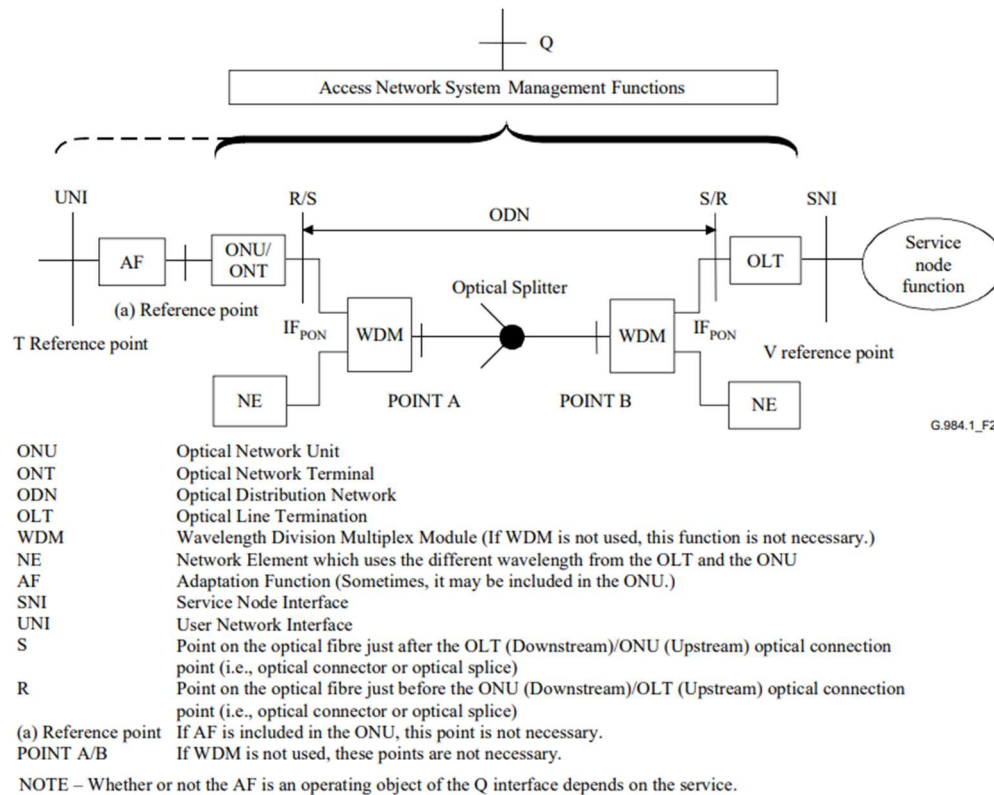 Q
Access Network System Management Functions
UNI
R/S
ODN
S/R
SNI
AF
ONU/
ONT
OLT
Service
node
function
(a) Reference point
Optical Splitter
T Reference point
IFPON
WDM
WDM
IFPON
V reference point
NE
POINT A
POINT B
NE
G.984.1_F2
ONU Optical Network Unit
ONT Optical Network Terminal
ODN Optical Distribution Network
OLT Optical Line Termination
WDM Wavelength Division Multiplex Module (If WDM is not used, this function is not necessary.)
NE Network Element which uses the different wavelength from the OLT and the ONU
AF Adaptation Function (Sometimes, it may be included in the ONU.)
SNI Service Node Interface
UNI User Network Interface
S Point on the optical fibre just after the OLT (Downstream)/ONU (Upstream) optical connection
point (i.e., optical connector or optical splice)
R Point on the optical fibre just before the ONU (Downstream)/OLT (Upstream) optical connection
point (i.e., optical connector or optical splice)
(a) Reference point If AF is included in the ONU, this point is not necessary.
POINT A/B If WDM is not used, these points are not necessary.
NOTE – Whether or not the AF is an operating object of the Q interface depends on the service.